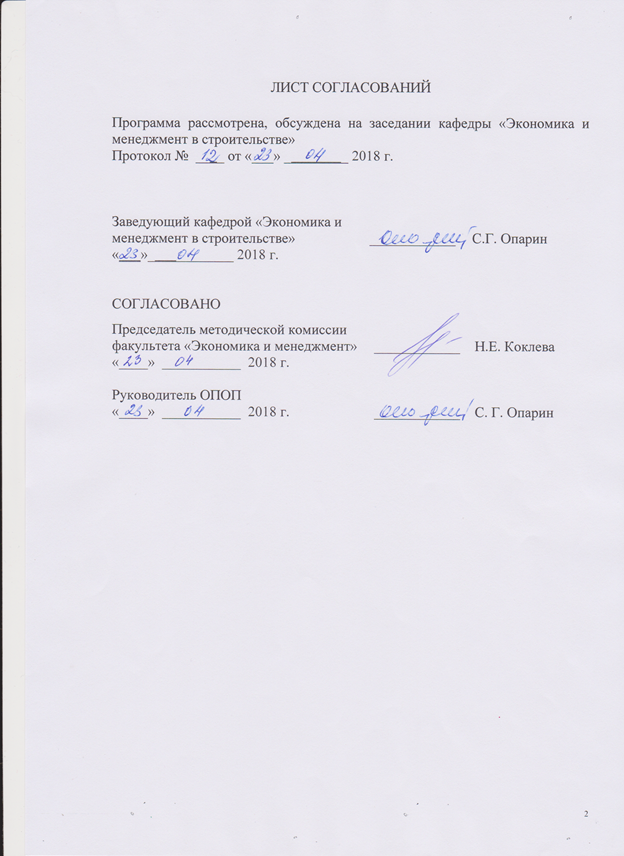 ЛИСТ СОГЛАСОВАНИЙ
Программа рассмотрена, обсуждена на заседании кафедры «Экономика и
менеджмент в строительстве»
Протокол № 12 от «23» 04 2018 г.
Заведующий кафедрой «Экономика и
менеджмент в строительстве» С.Г. Опарин
«23» 04 2018 г.
СОГЛАСОВАНО
Председатель методической комиссии
факультета «Экономика и менеджмент» Н.Е. Коклева
«23» 04 2018 г.
Руководитель ОПОП
«23» 04 2018 г. С. Г. Опарин
2